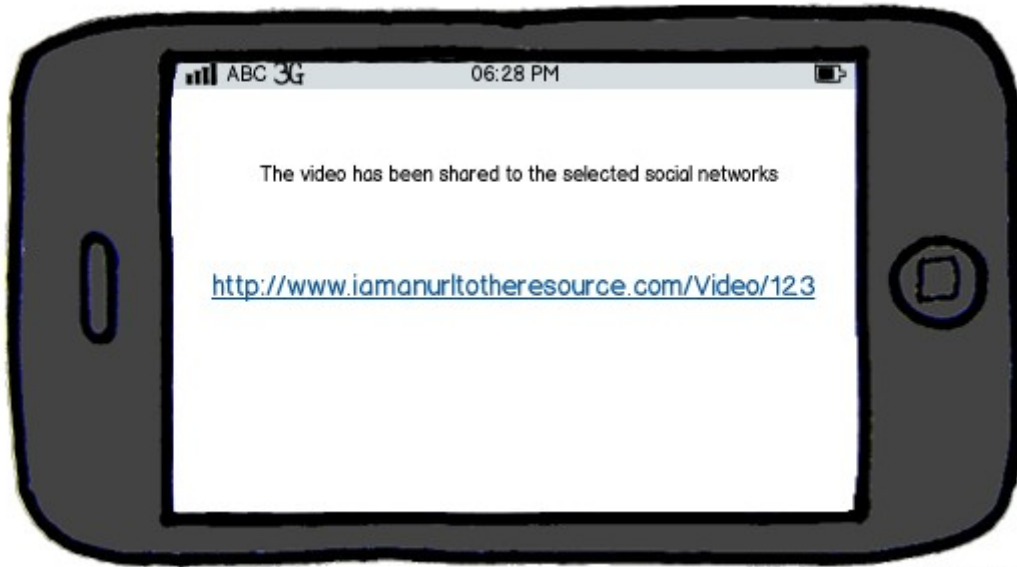 ABC 3G 06:28 PM
The video has been shared to the selected social networks
http://www.iamanurltotheresource.com/Video/123